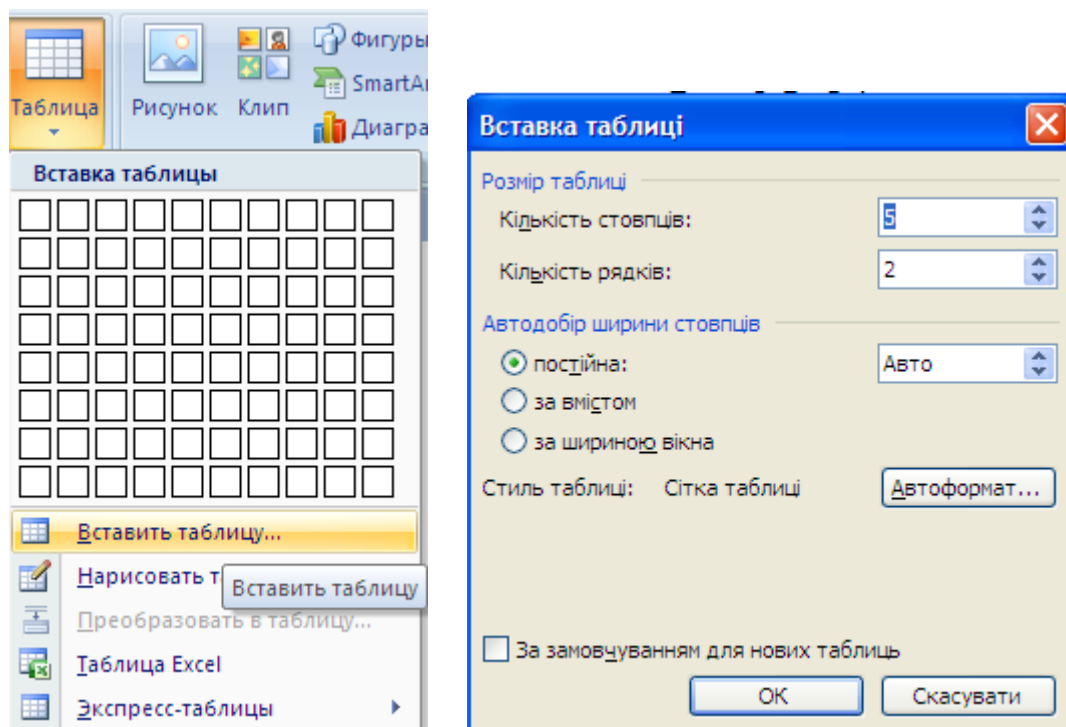 Таблица
Рисунок
Клип
Фигуры
SmartAr
Диагра
Вставка таблицы
Вставить таблицу...
Нарисовать т
Вставить таблицу
Преобразовать в таблицу...
Таблица Excel
Экспресс-таблицы
Вставка таблиці
Розмір таблиці
Кількість стовпців:
5
Кількість рядків:
2
Автодобір ширини стовпців
постійна:
Авто
за вмістом
за шириною вікна
Стиль таблиці: Сітка таблиці
Автоформат...
За замовчуванням для нових таблиць
ОК
Скасувати